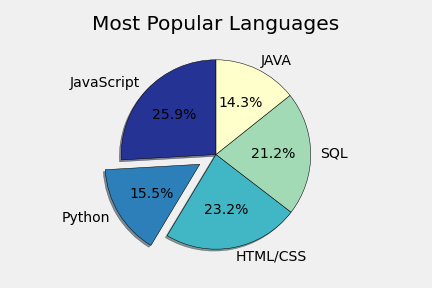 Most Popular Languages
JAVA
JavaScript
14.3%
25.9%
SQL
21.2%
15.5%
Python
23.2%
HTML/CSS